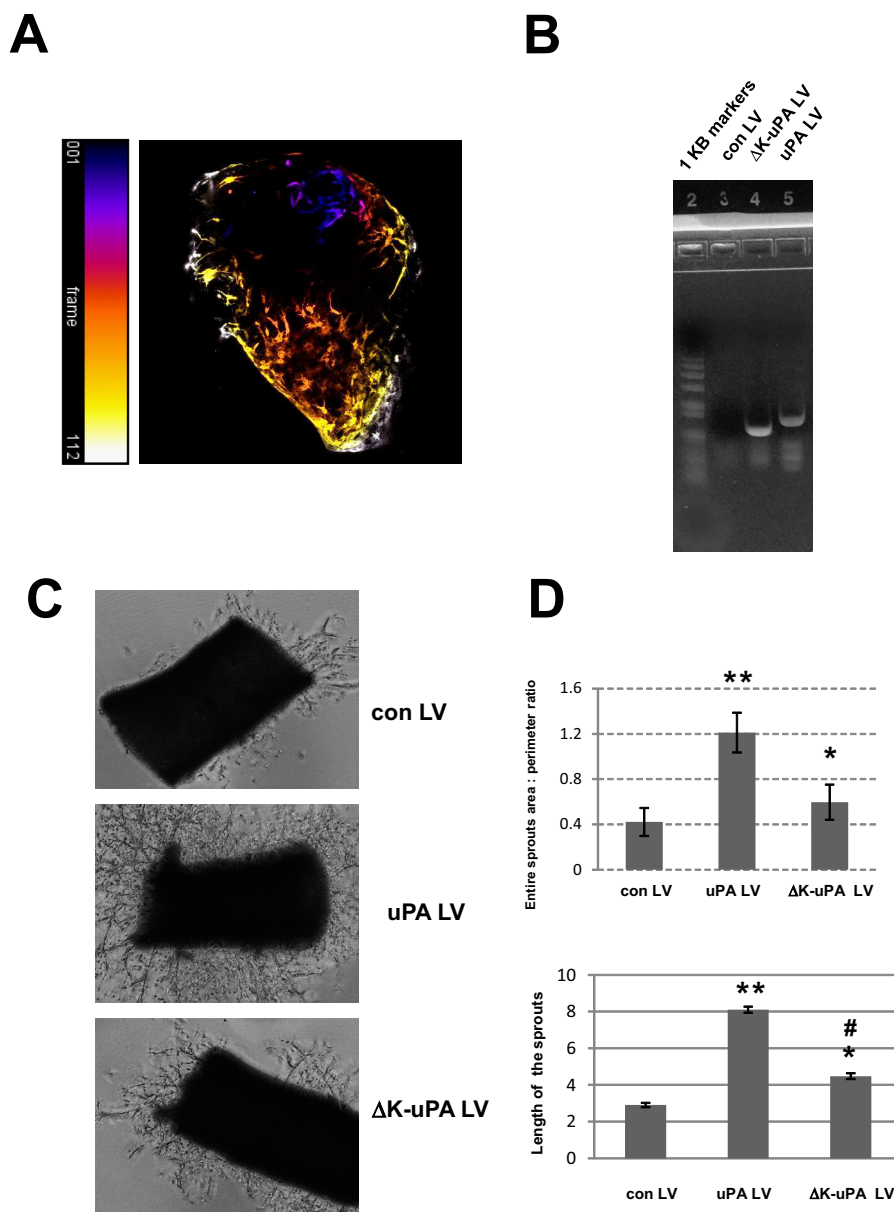 A
001
frame
112
B
1 KB markers
con LV
ΔK-uPA LV
uPA LV
2 3 4 5
C
con LV
uPA LV
ΔK-uPA LV
D
Entire sprouts area : perimeter ratio
1.6
1.2
0.8
0.4
0
**
*
con LV uPA LV ΔK-uPA LV
Length of the sprouts
10
8
6
4
2
0
**
#
*
con LV uPA LV ΔK-uPA LV